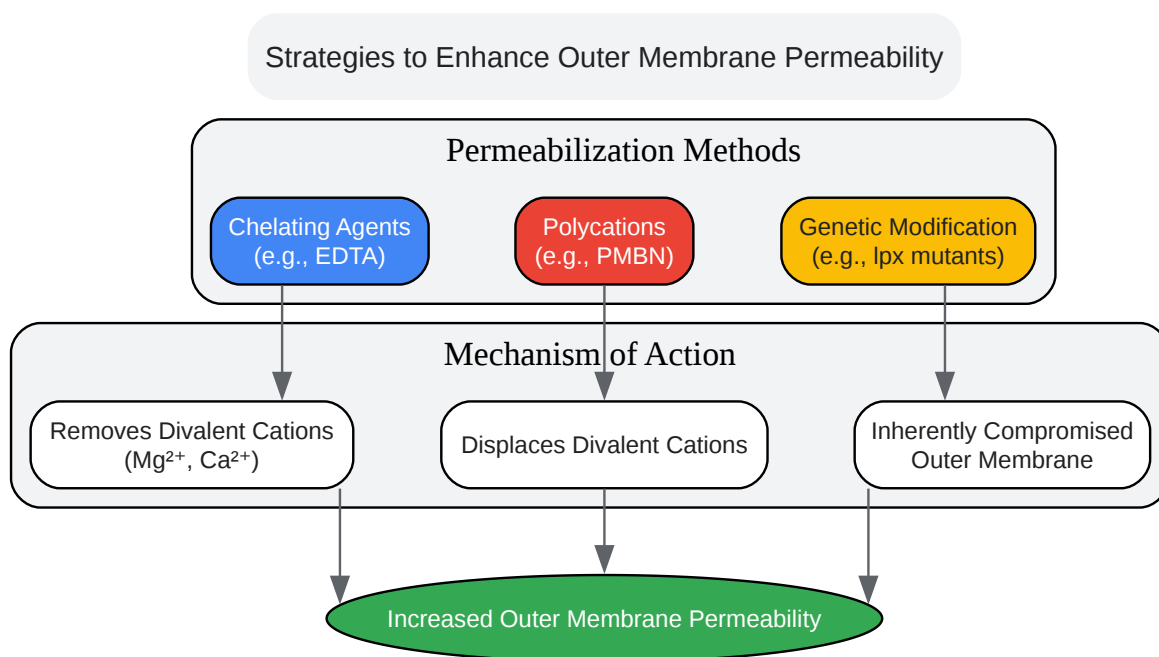 Strategies to Enhance Outer Membrane Permeability
Permeabilization Methods
Chelating Agents
(e.g., EDTA)
Polycations
(e.g., PMBN)
Genetic Modification
(e.g., lpx mutants)
Mechanism of Action
Removes Divalent Cations
(Mg²⁺, Ca²⁺)
Displaces Divalent Cations
Inherently Compromised
Outer Membrane
Increased Outer Membrane Permeability